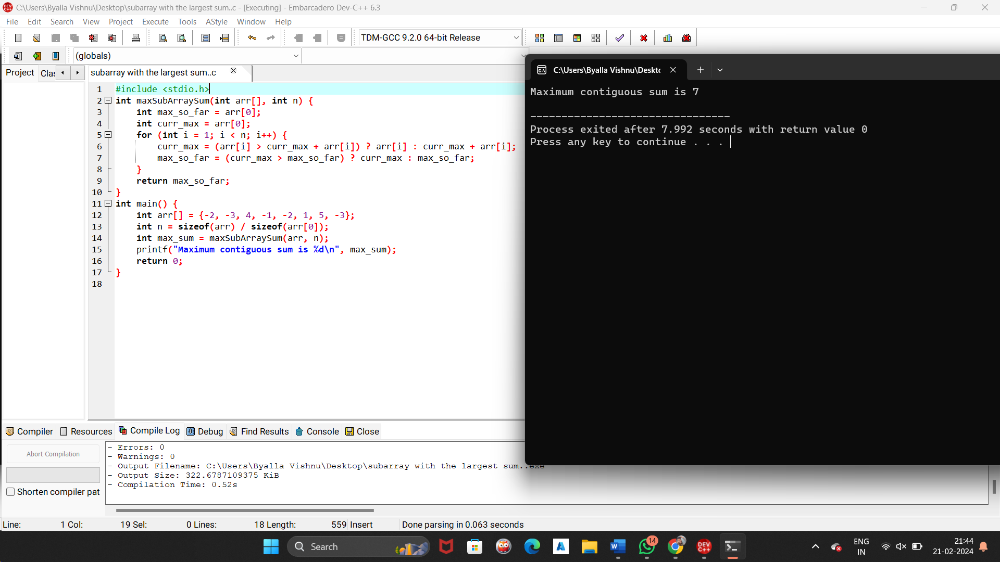 C:\Users\Byalla Vishnu\Desktop\subarray with the largest sum..c - [Executing] - Embarcadero Dev-C++ 6.3
File Edit Search View Project Execute Tools AStyle Window Help
TDM-GCC 9.2.0 64-bit Release
(globals)
Project Clas
subarray with the largest sum..c
1 #include <stdio.h>
2 int maxSubArraySum(int arr[], int n) {
3 int max_so_far = arr[0];
4 int curr_max = arr[0];
5 for (int i = 1; i < n; i++) {
6 curr_max = (arr[i] > curr_max + arr[i]) ? arr[i] : curr_max + arr[i];
7 max_so_far = (curr_max > max_so_far) ? curr_max : max_so_far;
8 }
9 return max_so_far;
10 }
11 int main() {
12 int arr[] = {-2, -3, 4, -1, -2, 1, 5, -3};
13 int n = sizeof(arr) / sizeof(arr[0]);
14 int max_sum = maxSubArraySum(arr, n);
15 printf("Maximum contiguous sum is %d\n", max_sum);
16 return 0;
17 }
18
C:\Users\Byalla Vishnu\Deskto
Maximum contiguous sum is 7
--------------------------------
Process exited after 7.992 seconds with return value 0
Press any key to continue . . .
Compiler Resources Compile Log Debug Find Results Console Close
Abort Compilation
Shorten compiler pat
- Errors: 0
- Warnings: 0
- Output Filename: C:\Users\Byalla Vishnu\Desktop\subarray with the largest sum..exe
- Output Size: 322.6787109375 KiB
- Compilation Time: 0.52s
Line: 1 Col: 19 Sel: 0 Lines: 18 Length: 559 Insert Done parsing in 0.063 seconds
Search
14
DEV C++
ENG
IN
21:44
21-02-2024